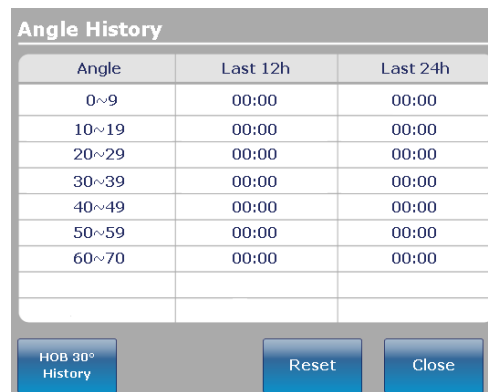 Angle History
Angle Last 12h Last 24h
0~9 00:00 00:00
10~19 00:00 00:00
20~29 00:00 00:00
30~39 00:00 00:00
40~49 00:00 00:00
50~59 00:00 00:00
60~70 00:00 00:00
HOB 30°
History
Reset Close